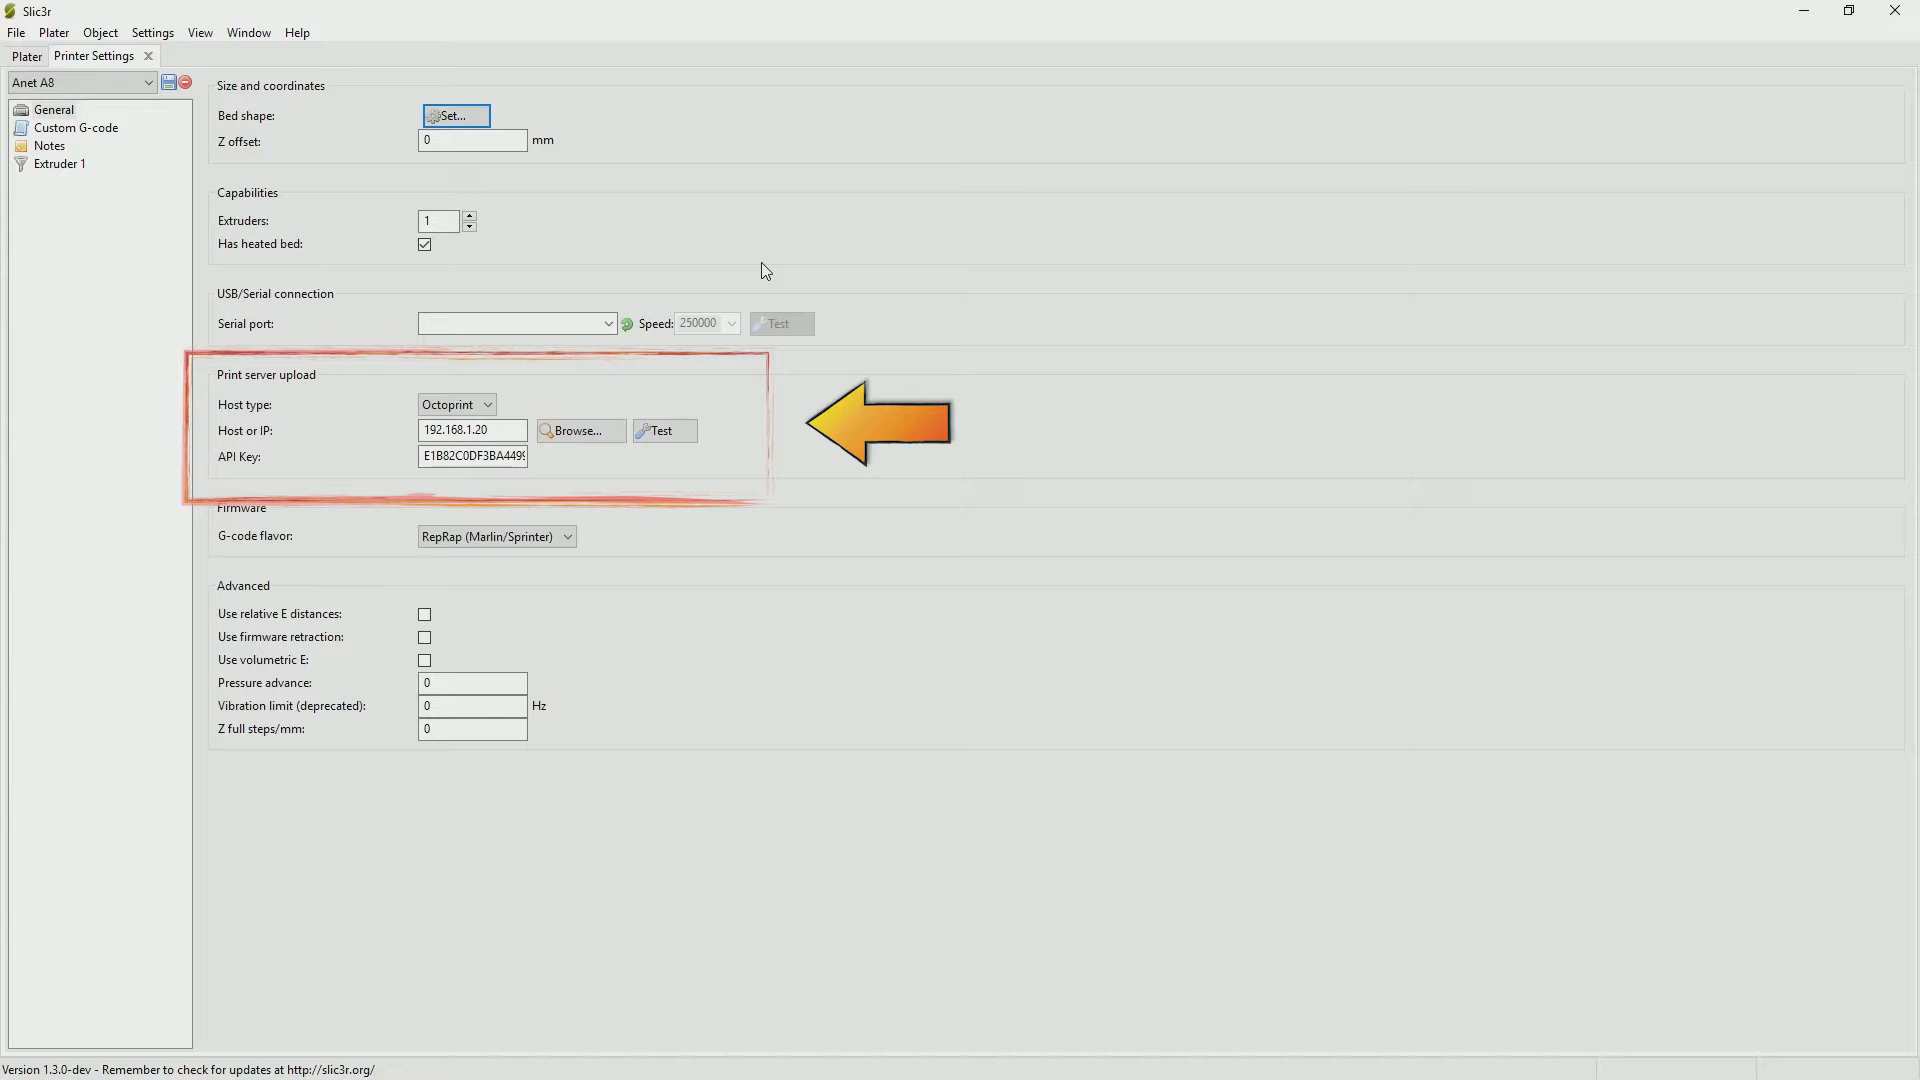 Slic3r
File Plater Object Settings View Window Help
Plater Printer Settings
Anet A8
General
Custom G-code
Notes
Extruder 1
Size and coordinates
Bed shape: Set...
Z offset: 0 mm
Capabilities
Extruders: 1
Has heated bed:
USB/Serial connection
Serial port: Speed: 250000 Test
Print server upload
Host type: Octoprint
Host or IP: 192.168.1.20 Browse... Test
API Key: E1B82C0DF3BA449
Firmware
G-code flavor: RepRap (Marlin/Sprinter)
Advanced
Use relative E distances:
Use firmware retraction:
Use volumetric E:
Pressure advance: 0
Vibration limit (deprecated): 0 Hz
Z full steps/mm: 0
Version 1.3.0-dev - Remember to check for updates at http://slic3r.org/